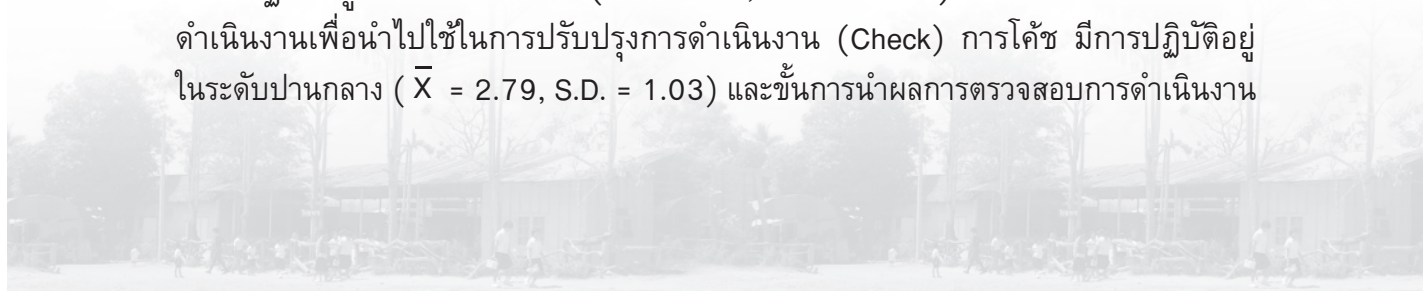 ดำเนินงานเพื่อนำไปใช้ในการปรับปรุงการดำเนินงาน (Check) การโค้ช มีการปฏิบัติอยู่
ในระดับปานกลาง ( X̄ = 2.79, S.D. = 1.03) และขั้นการนำผลการตรวจสอบการดำเนินงาน